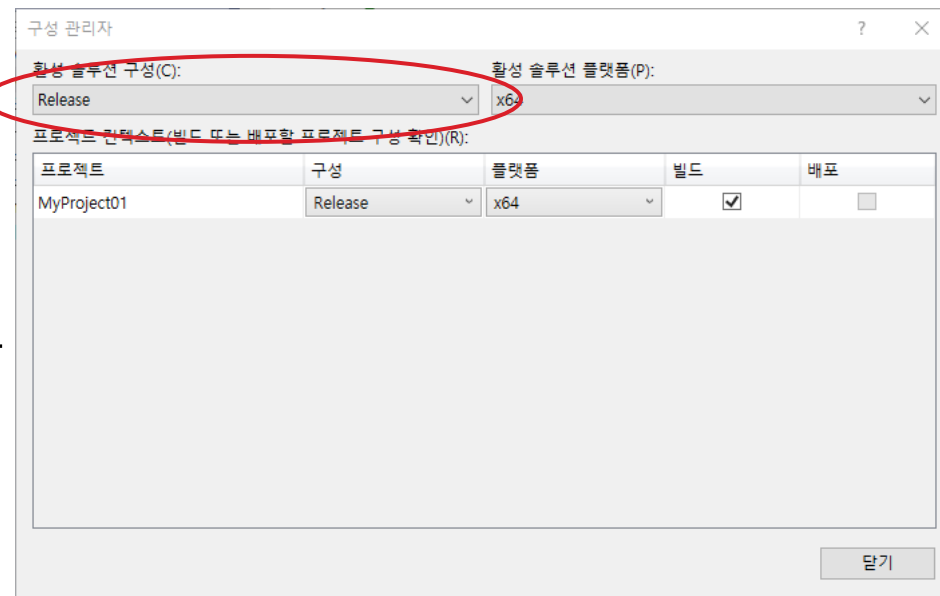 구성 관리자
활성 솔루션 구성(C): 활성 솔루션 플랫폼(P):
Release x64
프로젝트 컨텍스트(빌드 또는 배포할 프로젝트 구성 확인)(R):
프로젝트 구성 플랫폼 빌드 배포
MyProject01 Release x64
닫기